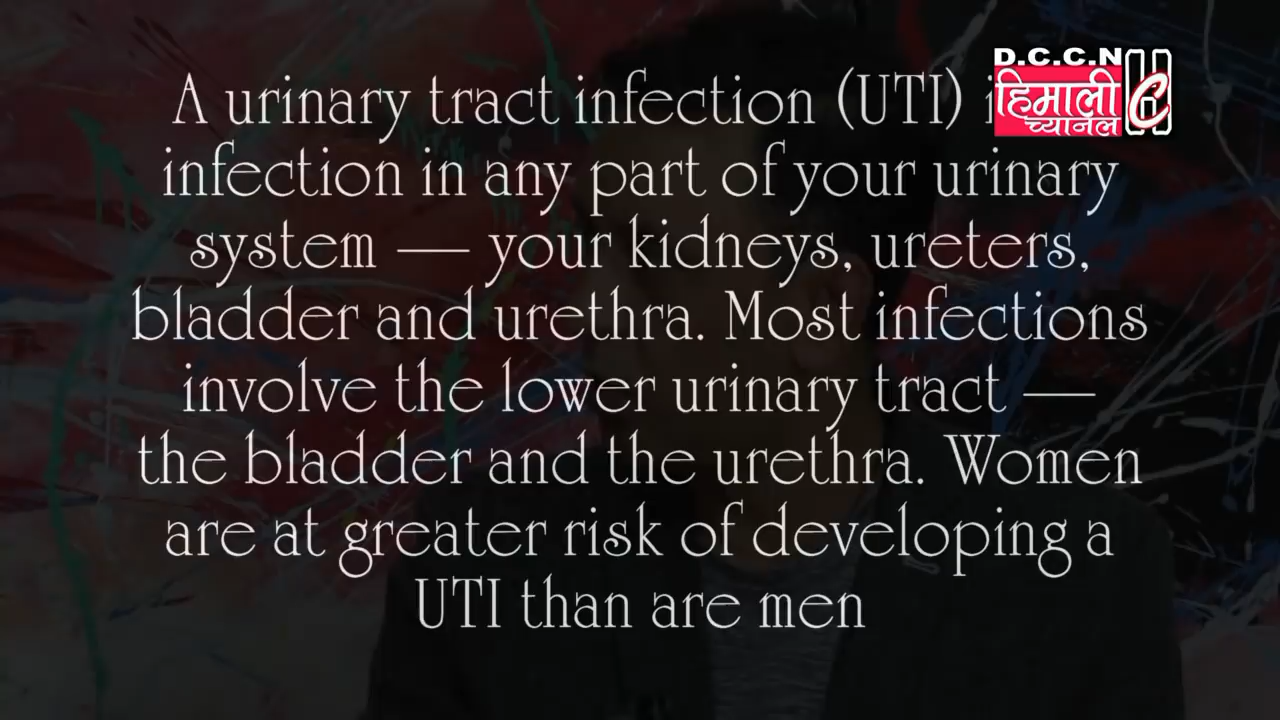 D.C.C.N
हिमाली
च्यानल
A urinary tract infection (UTI)
infection in any part of your urinary
system — your kidneys, ureters,
bladder and urethra. Most infections
involve the lower urinary tract —
the bladder and the urethra. Women
are at greater risk of developing a
UTI than are men